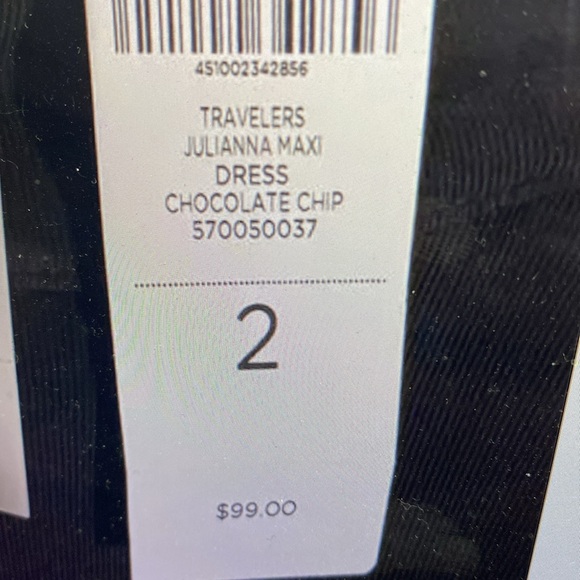 451002342856
TRAVELERS
JULIANNA MAXI
DRESS
CHOCOLATE CHIP
570050037
2
$99.00